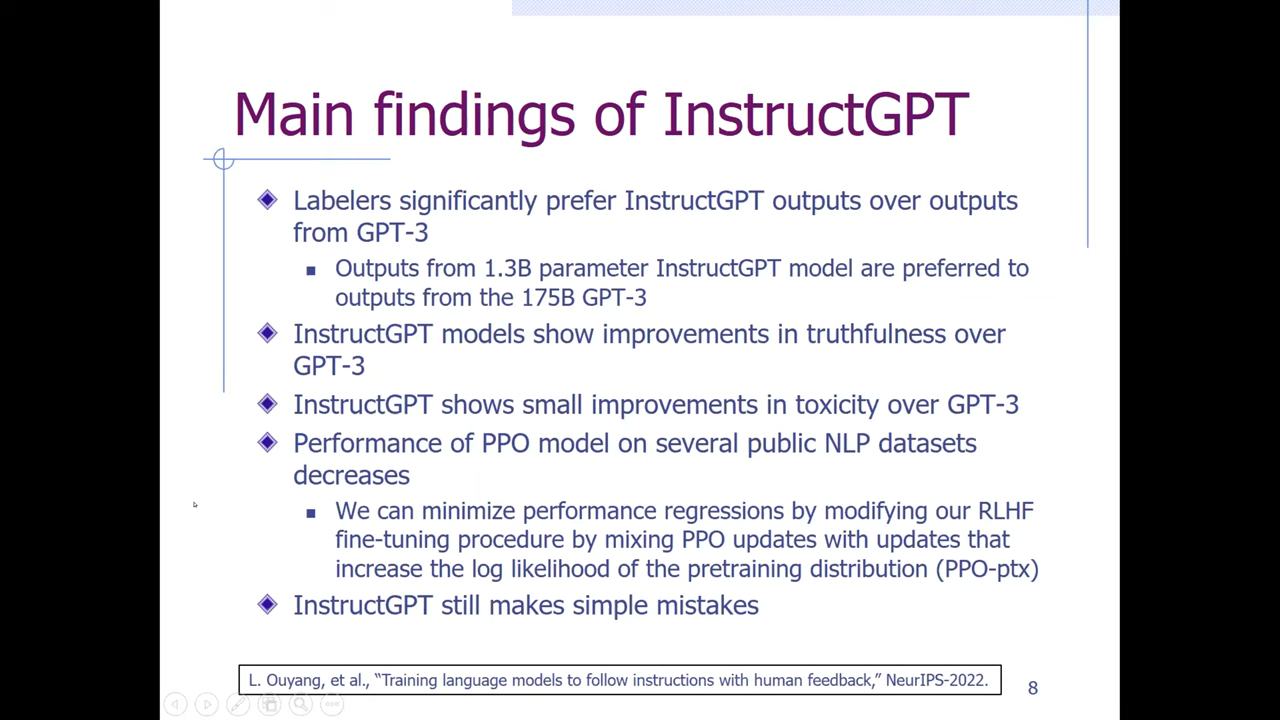 Main findings of InstructGPT
Labelers significantly prefer InstructGPT outputs over outputs
from GPT-3
Outputs from 1.3B parameter InstructGPT model are preferred to
outputs from the 175B GPT-3
InstructGPT models show improvements in truthfulness over
GPT-3
InstructGPT shows small improvements in toxicity over GPT-3
Performance of PPO model on several public NLP datasets
decreases
We can minimize performance regressions by modifying our RLHF
fine-tuning procedure by mixing PPO updates with updates that
increase the log likelihood of the pretraining distribution (PPO-ptx)
InstructGPT still makes simple mistakes
L. Ouyang, et al., “Training language models to follow instructions with human feedback,” NeurIPS-2022.
8